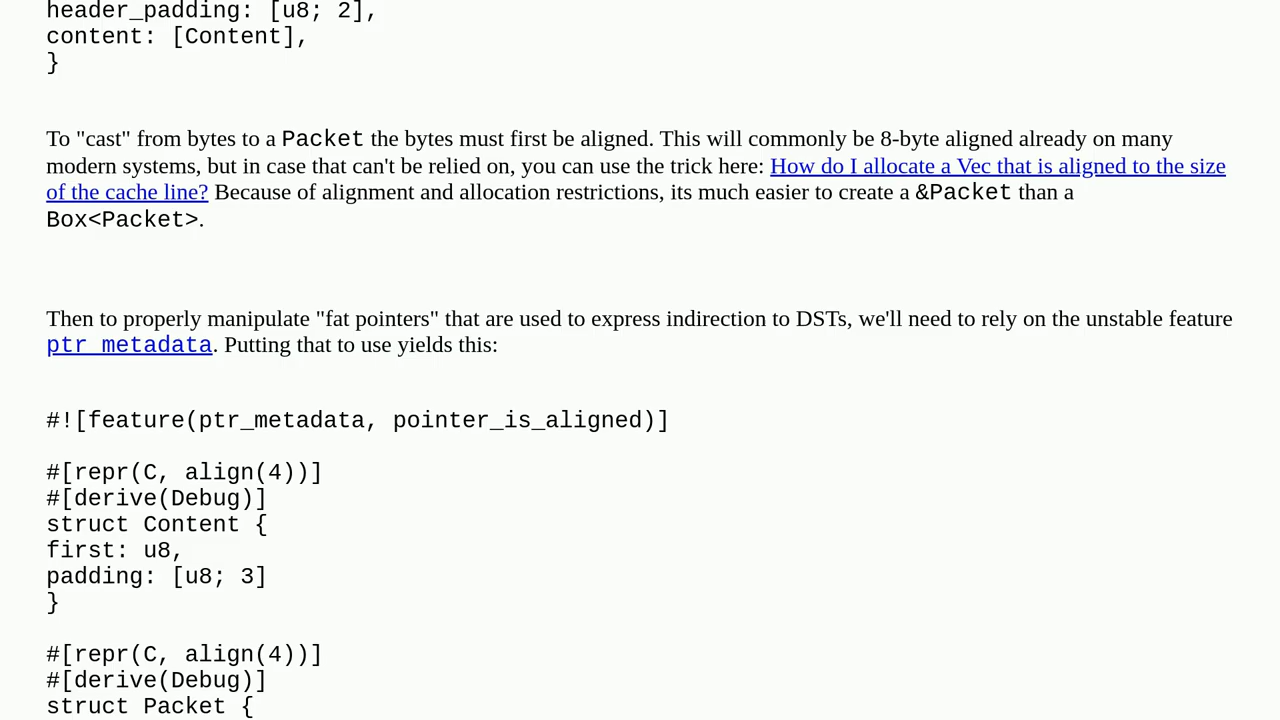 header_padding: [u8; 2],
content: [Content],
}
To "cast" from bytes to a Packet the bytes must first be aligned. This will commonly be 8-byte aligned already on many
modern systems, but in case that can't be relied on, you can use the trick here: How do I allocate a Vec that is aligned to the size
of the cache line? Because of alignment and allocation restrictions, its much easier to create a &Packet than a
Box<Packet>.
Then to properly manipulate "fat pointers" that are used to express indirection to DSTs, we'll need to rely on the unstable feature
ptr_metadata. Putting that to use yields this:
#![feature(ptr_metadata, pointer_is_aligned)]
#[repr(C, align(4))]
#[derive(Debug)]
struct Content {
first: u8,
padding: [u8; 3]
}
#[repr(C, align(4))]
#[derive(Debug)]
struct Packet {